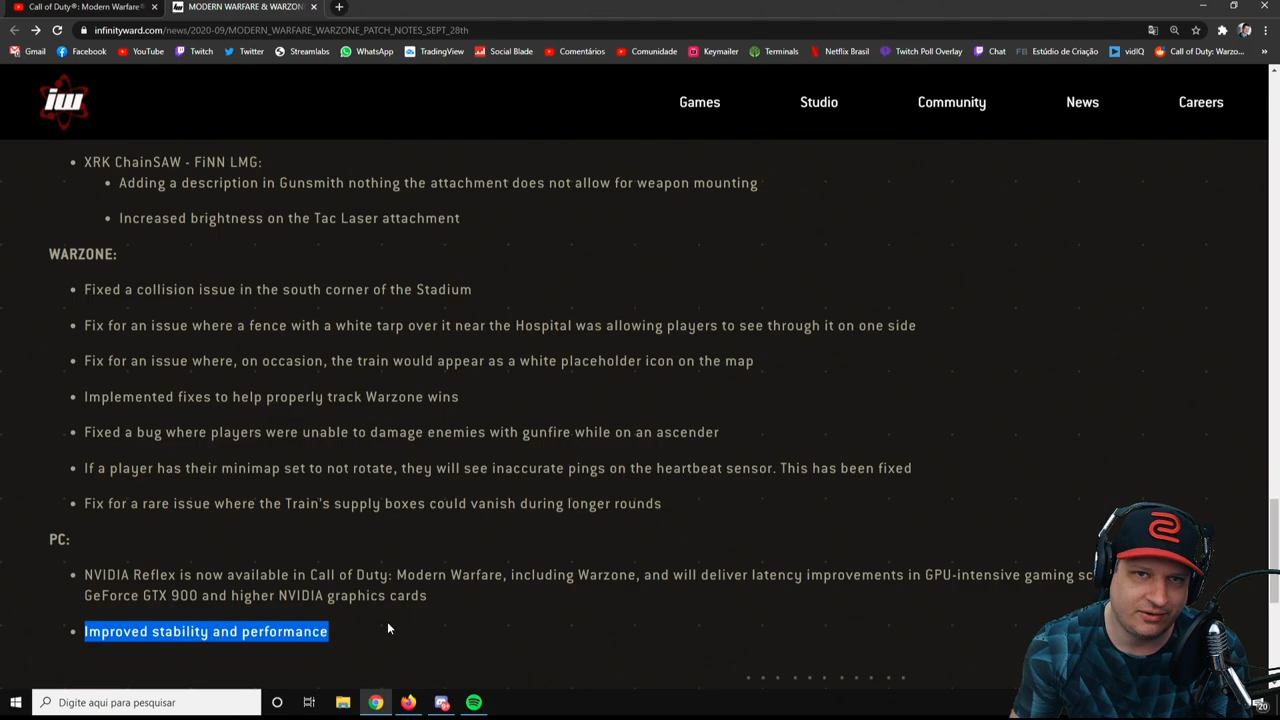 Call of Duty®: Modern Warfare®
MODERN WARFARE & WARZON
infinityward.com/news/2020-09/MODERN_WARFARE_WARZONE_PATCH_NOTES_SEPT_28th
Gmail Facebook YouTube Twitch Twitter Streamlabs WhatsApp TradingView Social Blade Comentários Comunidade Keymailer Terminals Netflix Brasil Twitch Poll Overlay Chat FB Estúdio de Criação vidIQ Call of Duty: Warzo...
iw Games Studio Community News Careers
• XRK ChainSAW - FiNN LMG:
• Adding a description in Gunsmith nothing the attachment does not allow for weapon mounting
• Increased brightness on the Tac Laser attachment
WARZONE:
• Fixed a collision issue in the south corner of the Stadium
• Fix for an issue where a fence with a white tarp over it near the Hospital was allowing players to see through it on one side
• Fix for an issue where, on occasion, the train would appear as a white placeholder icon on the map
• Implemented fixes to help properly track Warzone wins
• Fixed a bug where players were unable to damage enemies with gunfire while on an ascender
• If a player has their minimap set to not rotate, they will see inaccurate pings on the heartbeat sensor. This has been fixed
• Fix for a rare issue where the Train's supply boxes could vanish during longer rounds
PC:
• NVIDIA Reflex is now available in Call of Duty: Modern Warfare, including Warzone, and will deliver latency improvements in GPU-intensive gaming sc
GeForce GTX 900 and higher NVIDIA graphics cards
• Improved stability and performance
Digite aqui para pesquisar
20